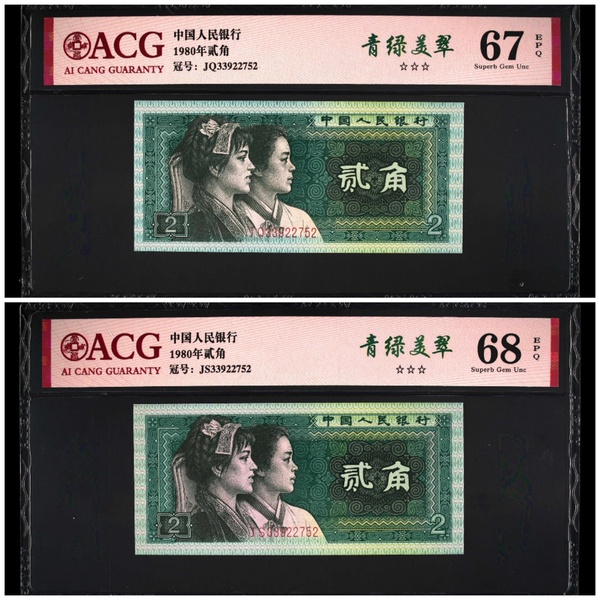 ACG
AI CANG GUARANTY
中国人民银行
1980年贰角
冠号：JQ33922752
青绿美翠
☆☆☆
67
EPQ
Superb Gem Unc
中国人民银行
贰角
2
2
JQ33922752
ACG
AI CANG GUARANTY
中国人民银行
1980年贰角
冠号：JS33922752
青绿美翠
☆☆☆
68
EPQ
Superb Gem Unc
中国人民银行
贰角
2
2
JS33922752